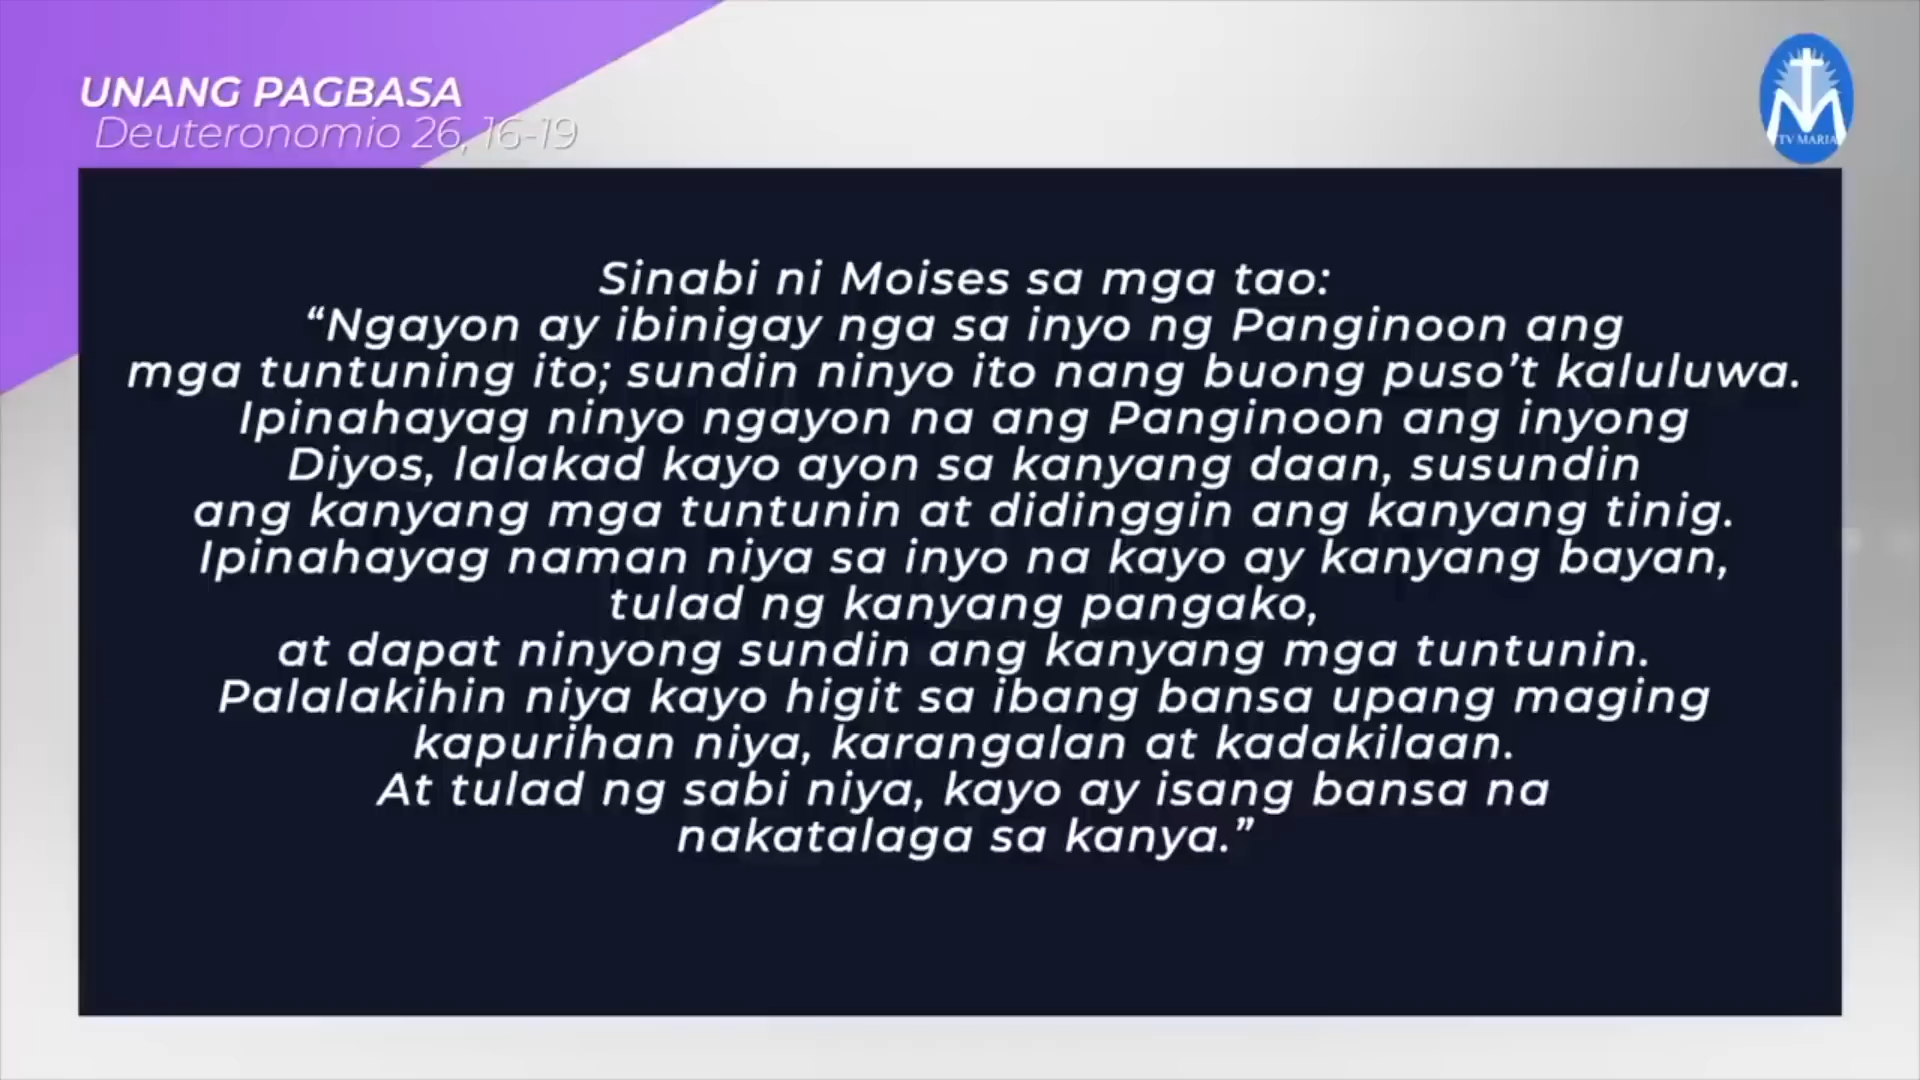 UNANG PAGBASA
Deuteronomio 26, 16-19
TV MARIA
Sinabi ni Moises sa mga tao:
“Ngayon ay ibinigay nga sa inyo ng Panginoon ang
mga tuntuning ito; sundin ninyo ito nang buong puso’t kaluluwa.
Ipinahayag ninyo ngayon na ang Panginoon ang inyong
Diyos, lalakad kayo ayon sa kanyang daan, susundin
ang kanyang mga tuntunin at didinggin ang kanyang tinig.
Ipinahayag naman niya sa inyo na kayo ay kanyang bayan,
tulad ng kanyang pangako,
at dapat ninyong sundin ang kanyang mga tuntunin.
Palalakihin niya kayo higit sa ibang bansa upang maging
kapurihan niya, karangalan at kadakilaan.
At tulad ng sabi niya, kayo ay isang bansa na
nakatalaga sa kanya.”